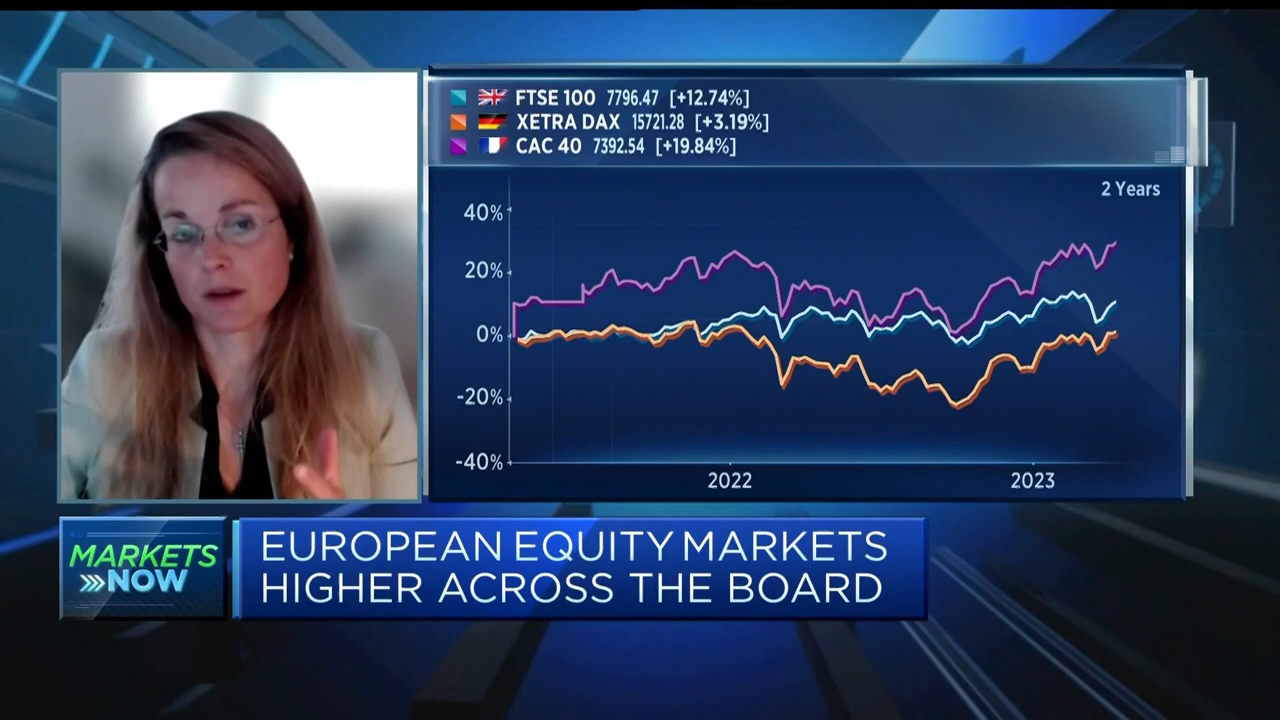 FTSE 100 7796.47 [+12.74%]
XETRA DAX 15721.28 [+3.19%]
CAC 40 7392.54 [+19.84%]
2 Years
40%
20%
0%
-20%
-40%
2022 2023
MARKETS
NOW
EUROPEAN EQUITY MARKETS
HIGHER ACROSS THE BOARD